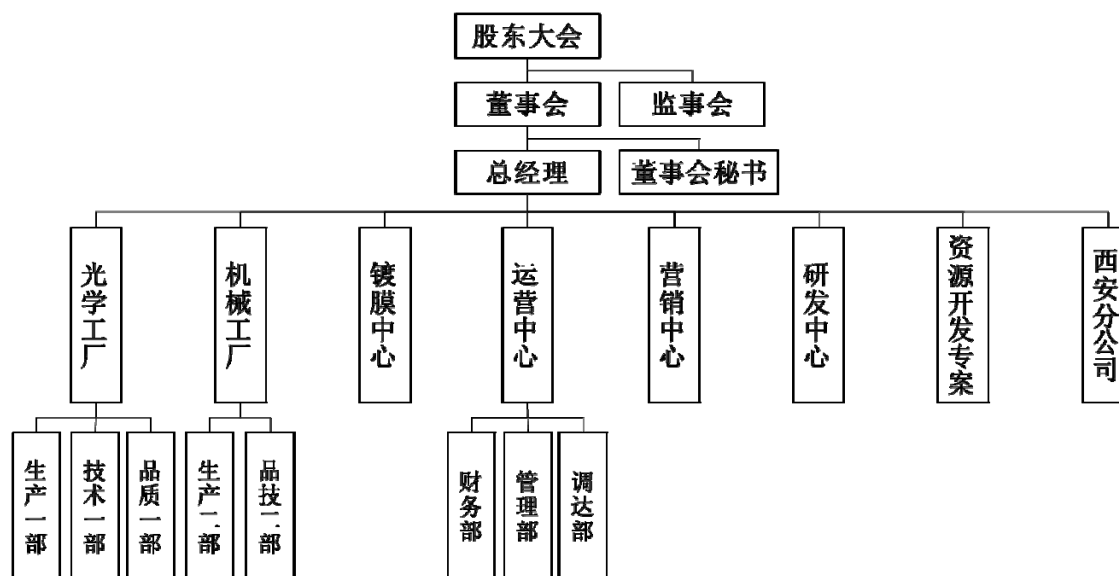 股东大会
董事会
监事会
总经理
董事会秘书
光学工厂
机械工厂
镀膜中心
运营中心
营销中心
研发中心
资源开发专案
西安分公司
生产一部
技术一部
品质一部
生产二部
品技二部
财务部
管理部
调达部